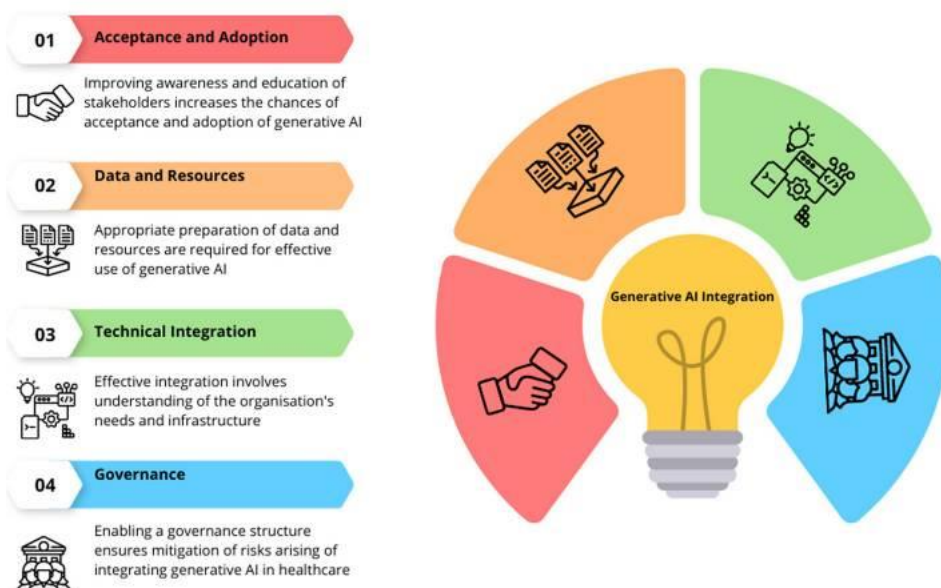 01
Acceptance and Adoption
Improving awareness and education of
stakeholders increases the chances of
acceptance and adoption of generative AI
02
Data and Resources
Appropriate preparation of data and
resources are required for effective
use of generative AI
03
Technical Integration
Effective integration involves
understanding of the organisation's
needs and infrastructure
04
Governance
Enabling a governance structure
ensures mitigation of risks arising of
integrating generative AI in healthcare
Generative AI Integration